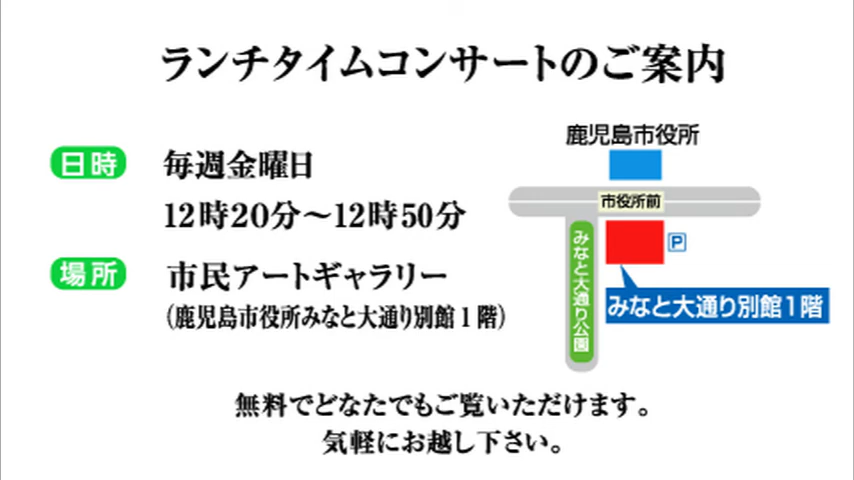 ランチタイムコンサートのご案内
日時
毎週金曜日
12時20分～12時50分
場所
市民アートギャラリー
(鹿児島市役所みなと大通り別館1階)
鹿児島市役所
市役所前
P
みなと大通り公園
みなと大通り別館1階
無料でどなたでもご覧いただけます。
気軽にお越し下さい。